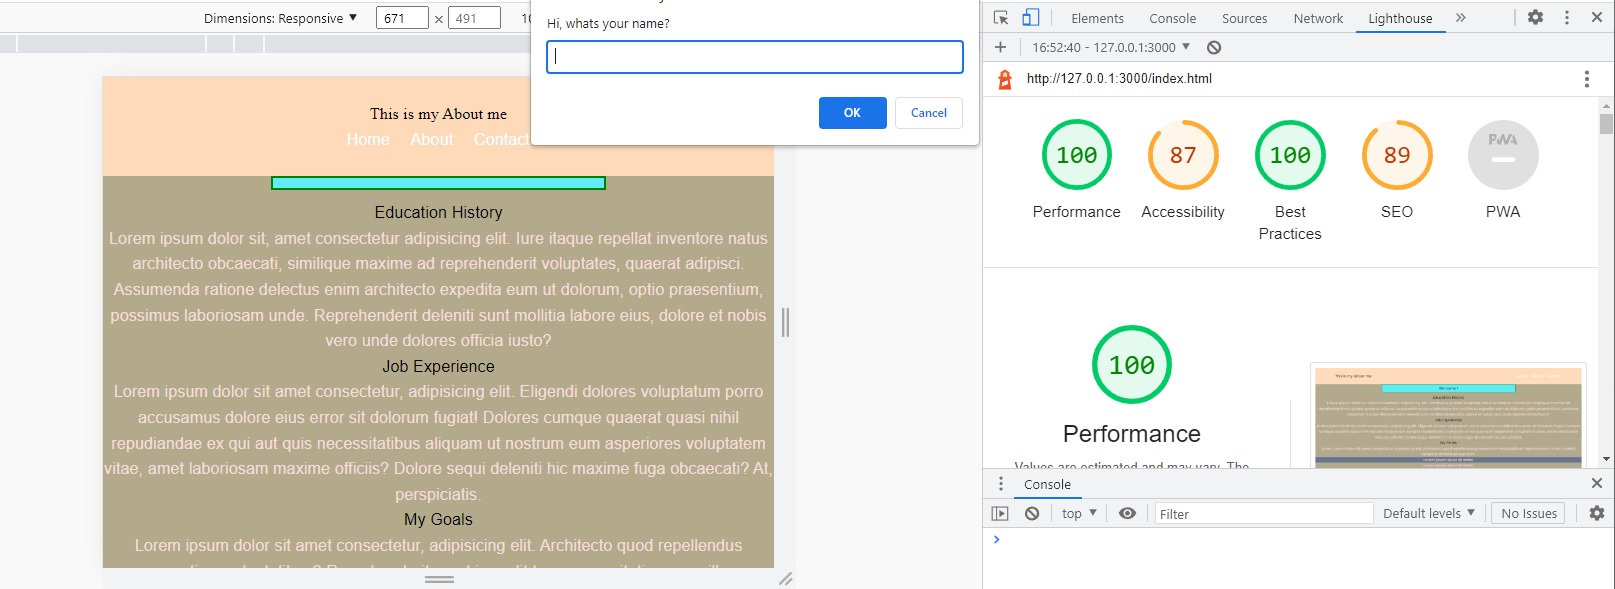 Dimensions: Responsive ▼ 671 × 491
Hi, whats your name?
OK Cancel
This is my About me
Home About Contact
Education History
Lorem ipsum dolor sit, amet consectetur adipisicing elit. Iure itaque repellat inventore natus
architecto obcaecati, similique maxime ad reprehenderit voluptates, quaerat adipisci.
Assumenda ratione delectus enim architecto expedita eum ut dolorum, optio praesentium,
possimus laboriosam unde. Reprehenderit deleniti sunt mollitia labore eius, dolore et nobis
vero unde dolores officia iusto?
Job Experience
Lorem ipsum dolor sit amet consectetur, adipisicing elit. Eligendi dolores voluptatum porro
accusamus dolore eius error sit dolorum fugiat! Dolores cumque quaerat quasi nihil
repudiandae ex qui aut quis necessitatibus aliquam ut nostrum eum asperiores voluptatem
vitae, amet laboriosam maxime officiis? Dolore sequi deleniti hic maxime fuga obcaecati? At,
perspiciatis.
My Goals
Lorem ipsum dolor sit amet consectetur, adipisicing elit. Architecto quod repellendus
Elements Console Sources Network Lighthouse
16:52:40 - 127.0.0.1:3000 ▼
http://127.0.0.1:3000/index.html
100 87 100 89 PWA
Performance Accessibility Best Practices SEO PWA
100
Performance
Values are estimated and may vary. The
Console
top ▼ Filter Default levels ▼ No Issues